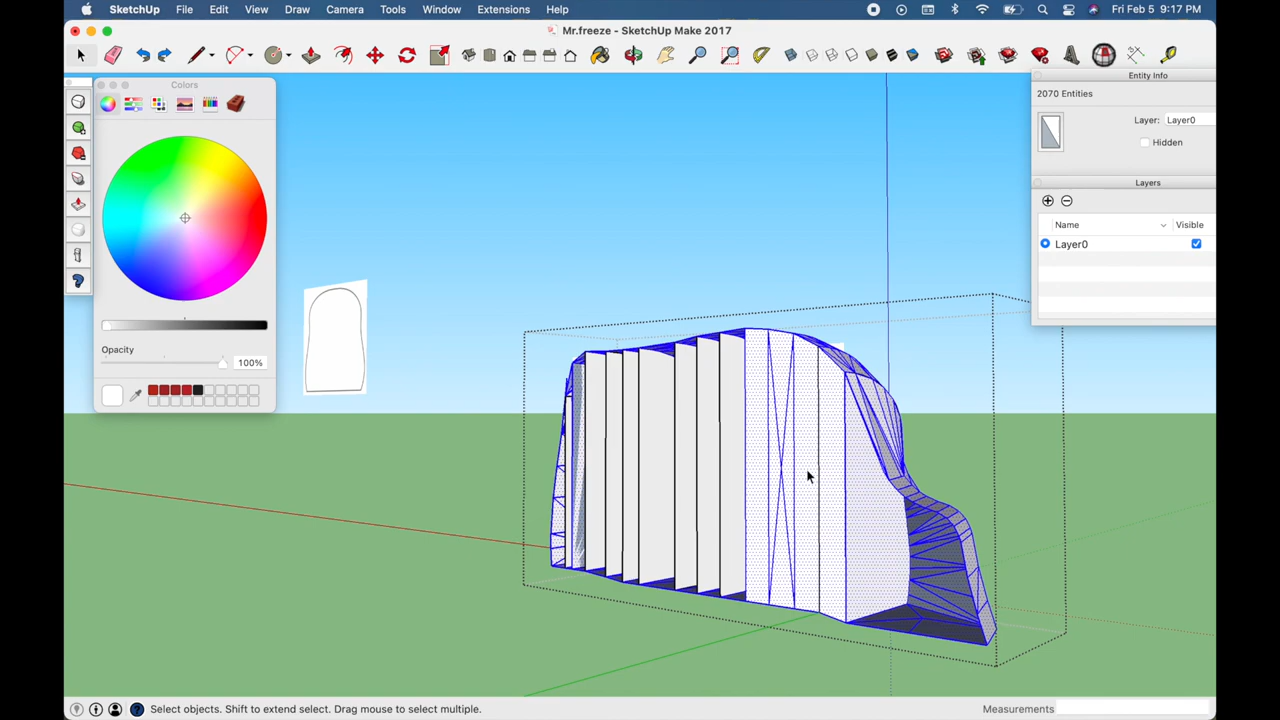 SketchUp File Edit View Draw Camera Tools Window Extensions Help Fri Feb 5 9:17 PM
Mr.freeze - SketchUp Make 2017
Colors
Opacity
100%
Entity Info
2070 Entities
Layer: Layer0
Hidden
Layers
Name Visible
Layer0
Select objects. Shift to extend select. Drag mouse to select multiple.
Measurements